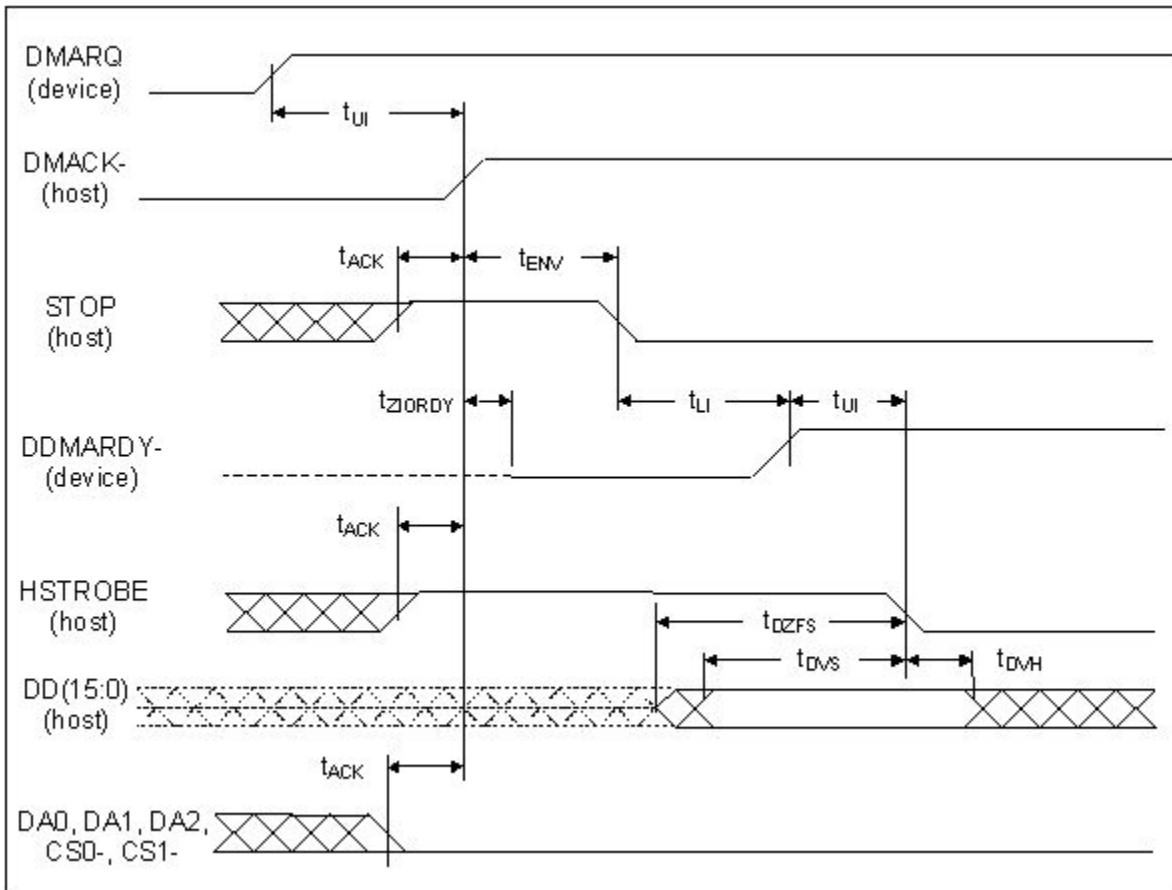 DMARQ
(device)
tUI
DMACK-
(host)
tACK
tENV
STOP
(host)
tZIORDY
tLI
tUI
DDMARDY-
(device)
tACK
HSTROBE
(host)
tDZFS
tDVS
tDVH
DD(15:0)
(host)
tACK
DA0, DA1, DA2,
CS0-, CS1-